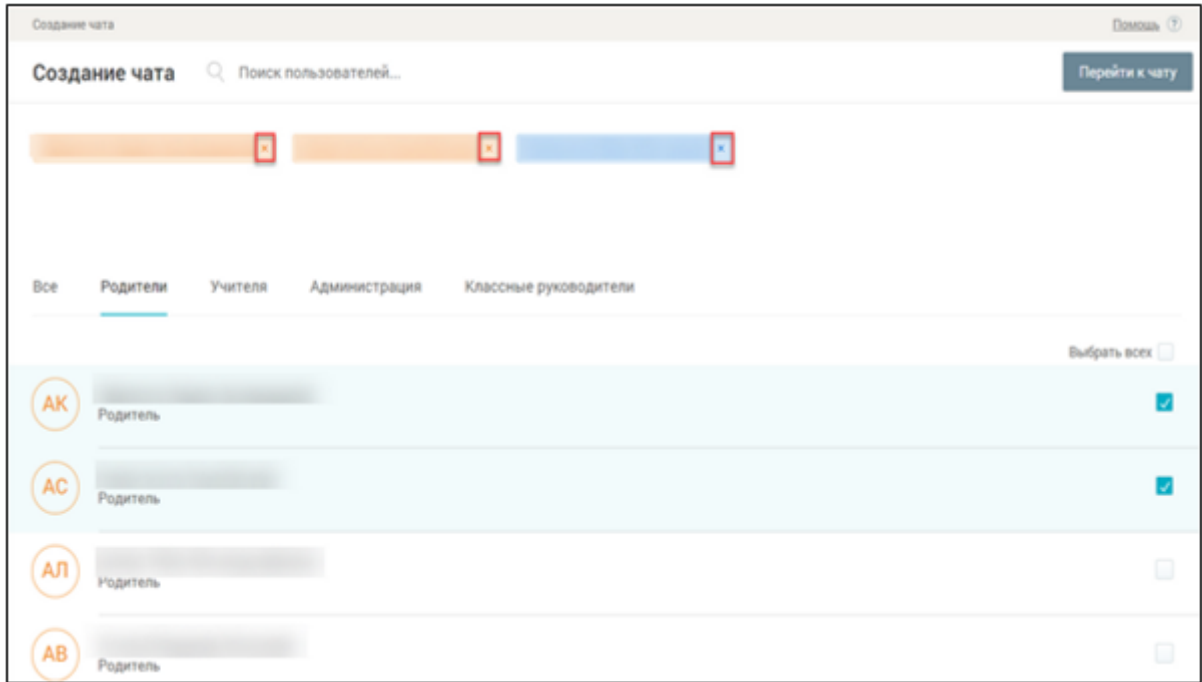 Создание чата Помощь ?
Создание чата Поиск пользователей... Перейти к чату
× × ×
Все Родители Учителя Администрация Классные руководители
Выбрать всех
АК
Родитель
АС
Родитель
АЛ
Родитель
АВ
Родитель